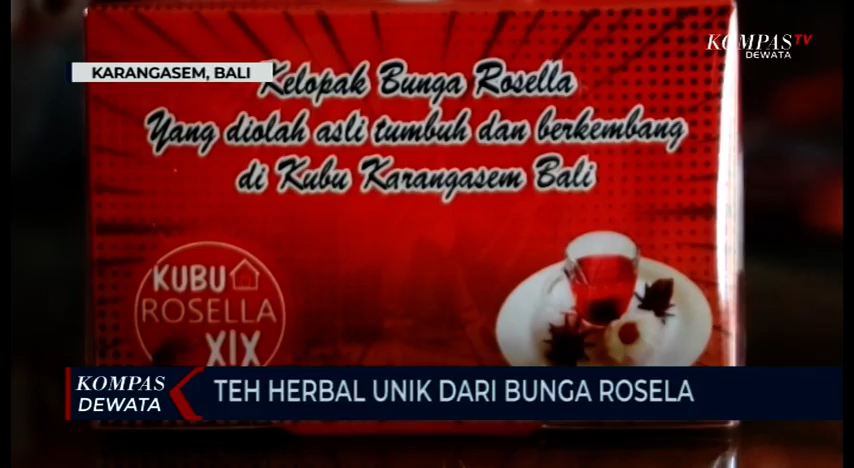 KOMPAS TV
DEWATA
KARANGASEM, BALI
Kelopak Bunga Rosella
Yang diolah asli tumbuh dan berkembang
di Kubu Karangasem Bali
KUBU
ROSELLA
XIX
KOMPAS
DEWATA
TEH HERBAL UNIK DARI BUNGA ROSELA